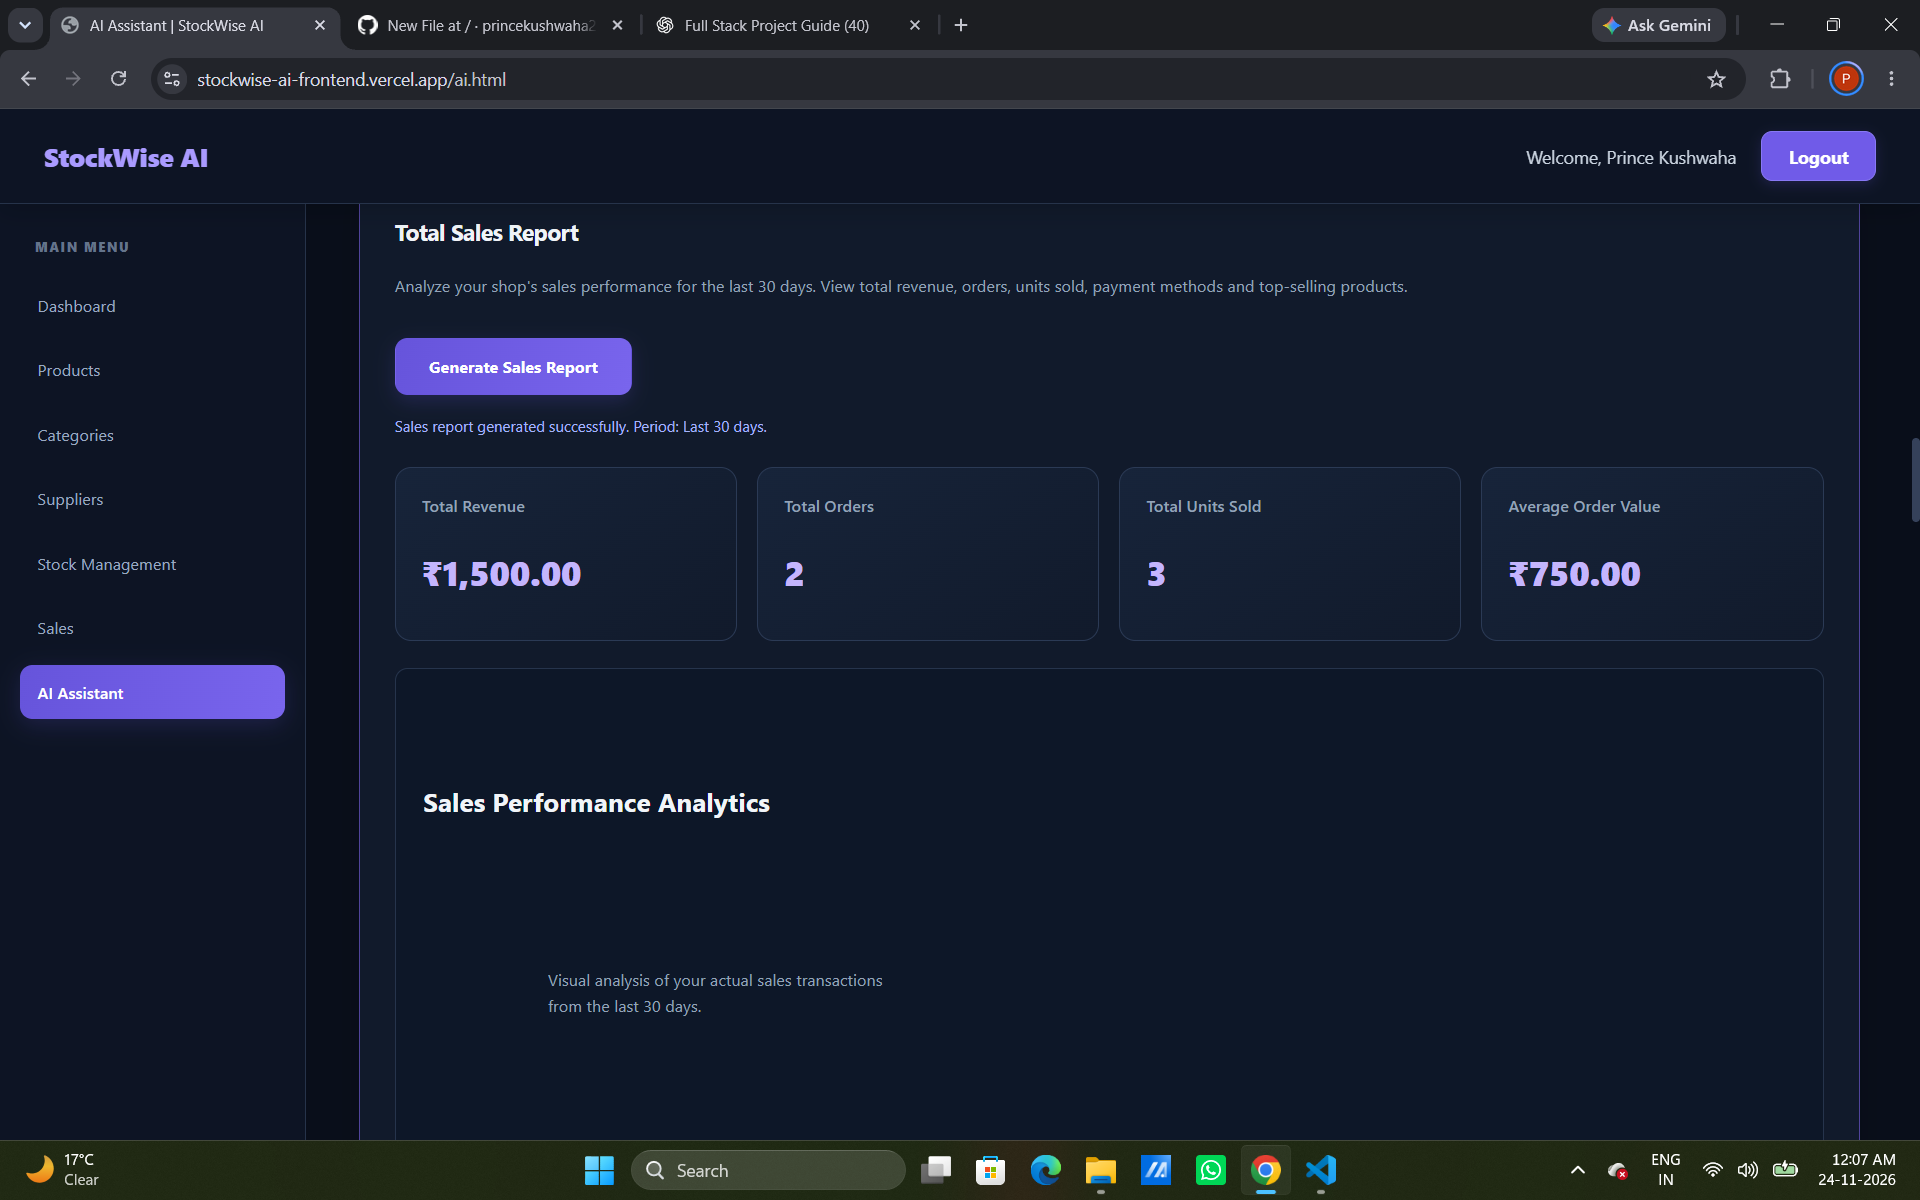 AI Assistant | StockWise AI
New File at / · princekushwaha2
Full Stack Project Guide (40)
Ask Gemini
stockwise-ai-frontend.vercel.app/ai.html
P
StockWise AI
Welcome, Prince Kushwaha
Logout
MAIN MENU
Dashboard
Products
Categories
Suppliers
Stock Management
Sales
AI Assistant
Total Sales Report
Analyze your shop's sales performance for the last 30 days. View total revenue, orders, units sold, payment methods and top-selling products.
Generate Sales Report
Sales report generated successfully. Period: Last 30 days.
Total Revenue
₹1,500.00
Total Orders
2
Total Units Sold
3
Average Order Value
₹750.00
Sales Performance Analytics
Visual analysis of your actual sales transactions
from the last 30 days.
17°C
Clear
Search
ENG
IN
12:07 AM
24-11-2026